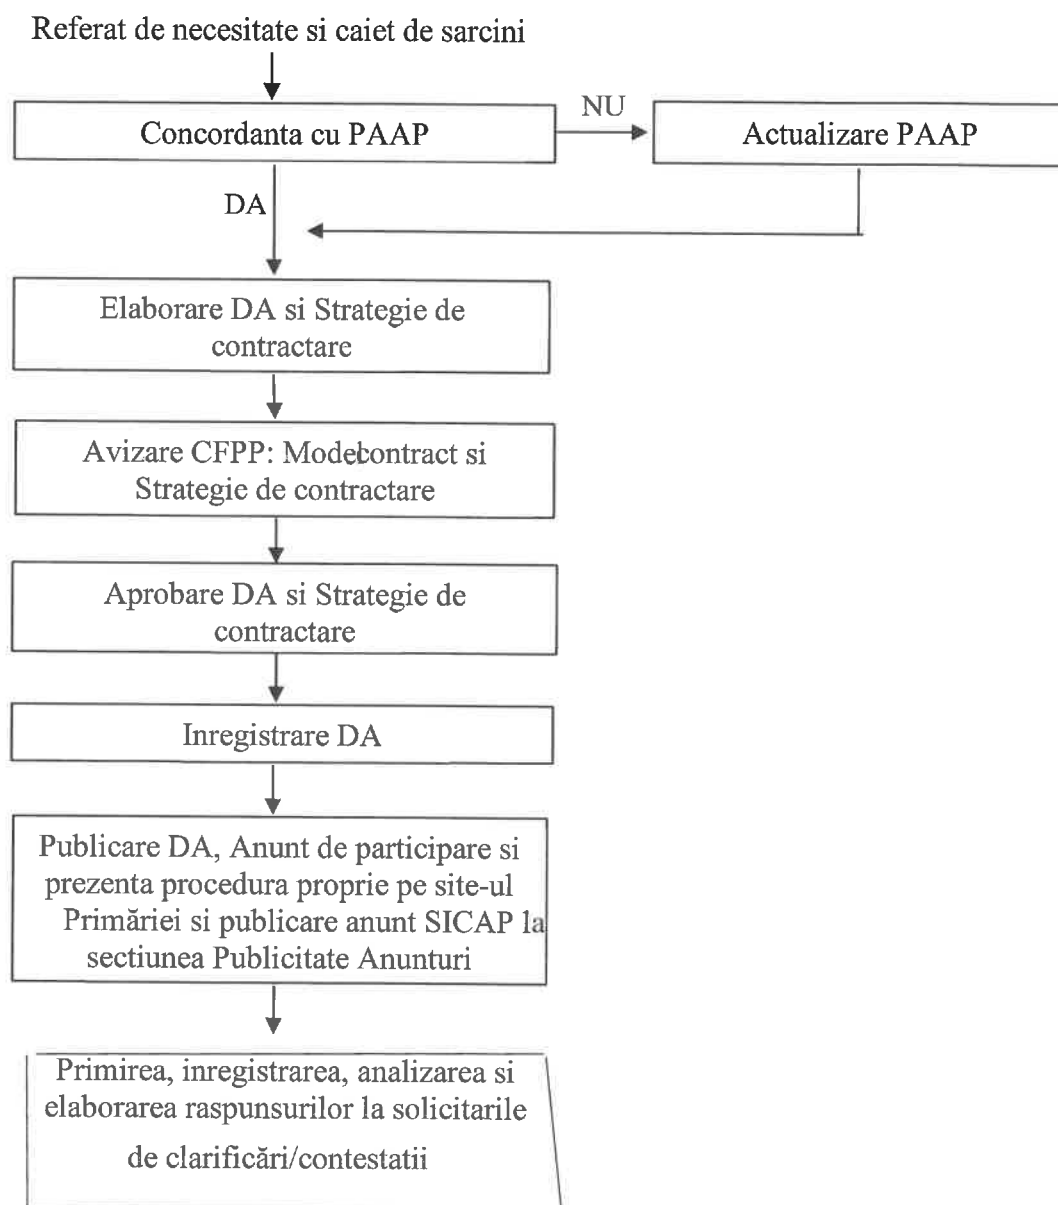 Referat de necesitate si caiet de sarcini
Concordanta cu PAAP
NU
Actualizare PAAP
DA
Elaborare DA si Strategie de
contractare
Avizare CFPP: Modelcontract si
Strategie de contractare
Aprobare DA si Strategie de
contractare
Inregistrare DA
Publicare DA, Anunt de participare si
prezenta procedura proprie pe site-ul
Primăriei si publicare anunt SICAP la
sectiunea Publicitate Anunturi
Primirea, inregistrarea, analizarea si
elaborarea raspunsurilor la solicitarile
de clarificări/contestatii